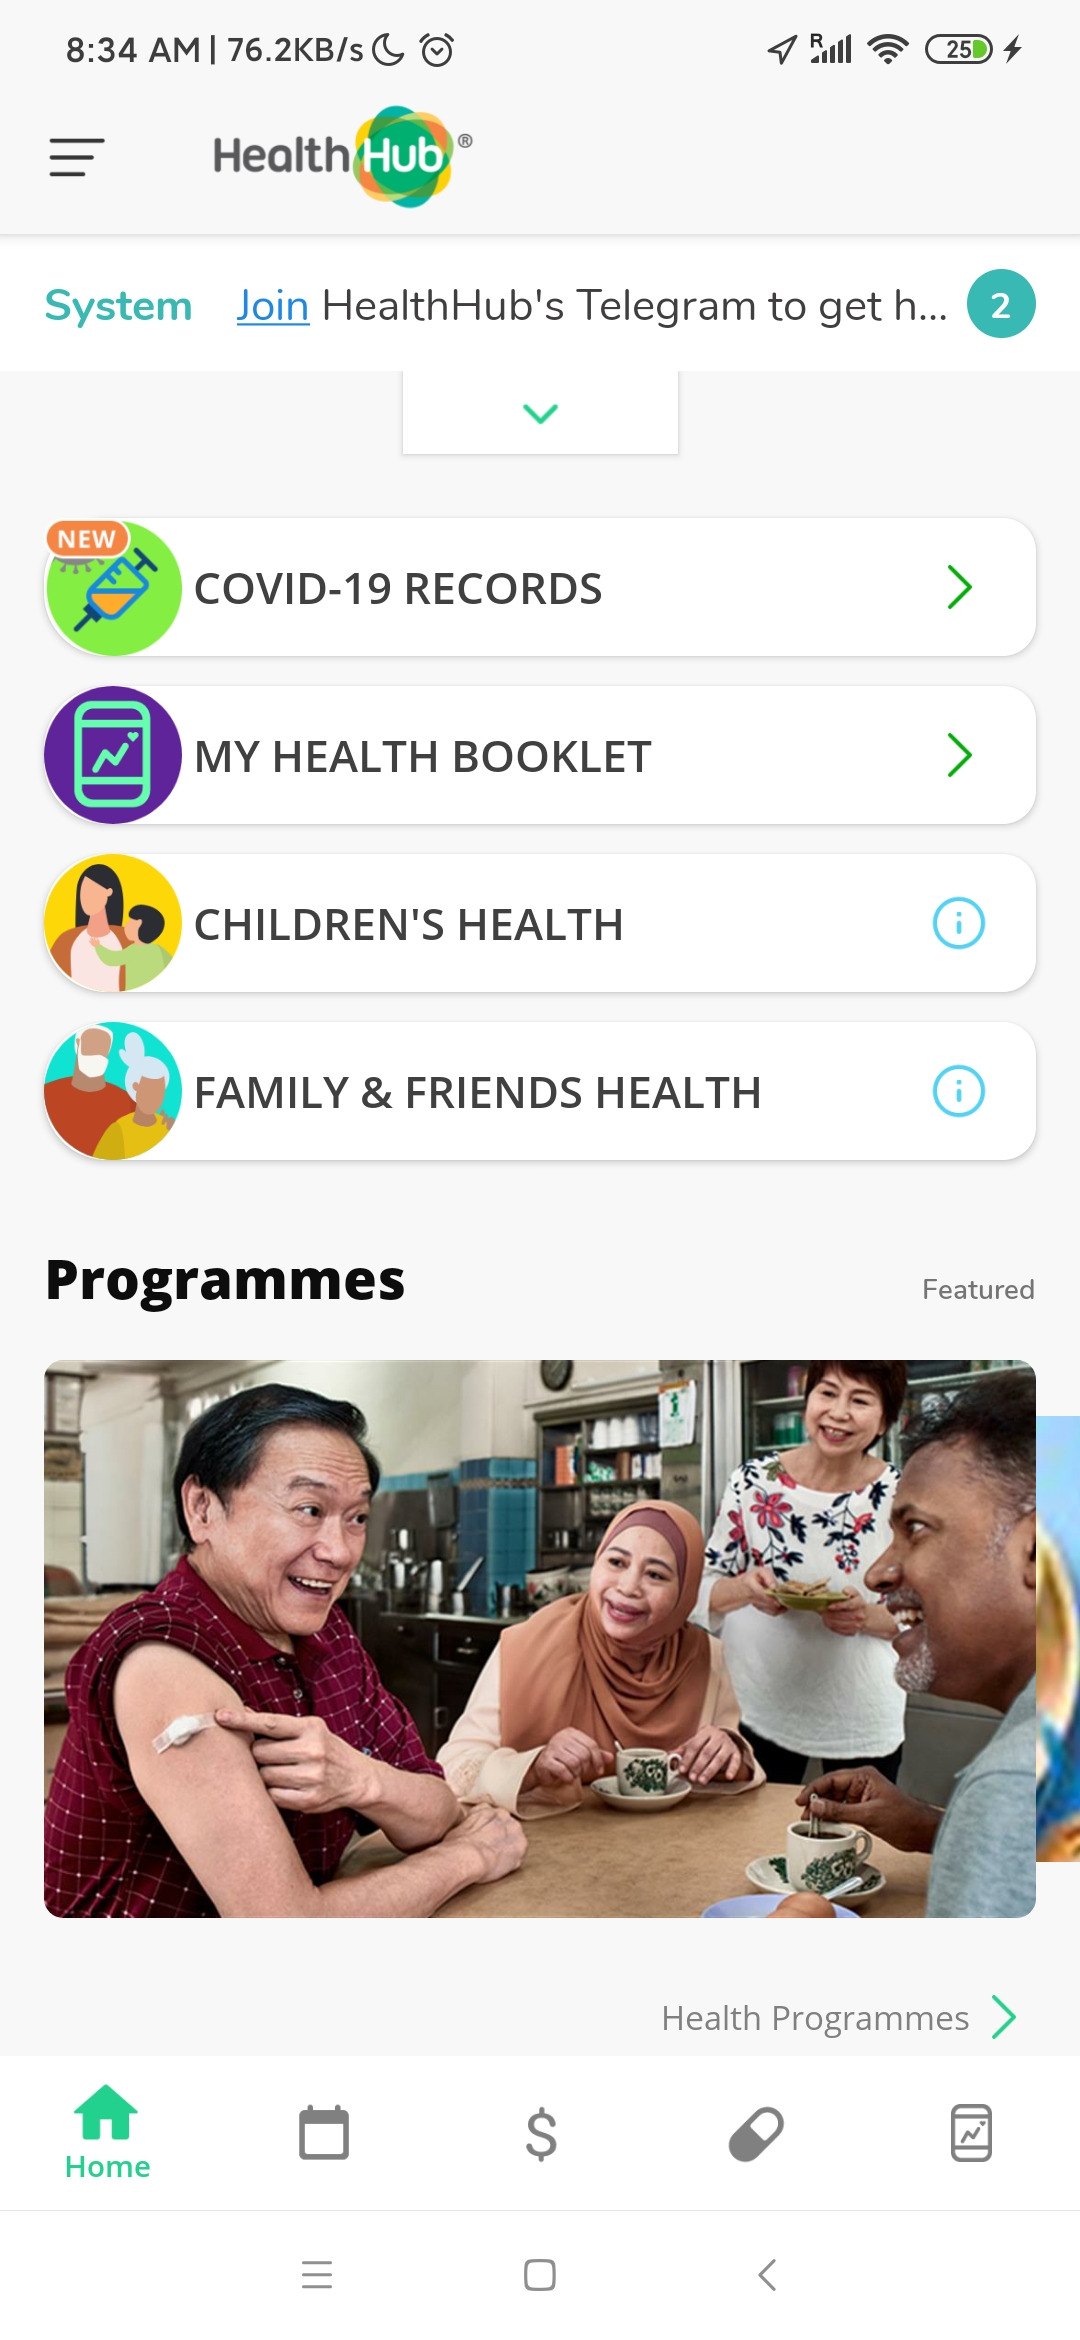 8:34 AM | 76.2KB/s
R
25
HealthHub®
System Join HealthHub's Telegram to get h... 2
NEW
COVID-19 RECORDS
MY HEALTH BOOKLET
CHILDREN'S HEALTH
FAMILY & FRIENDS HEALTH
Programmes
Featured
Health Programmes
Home